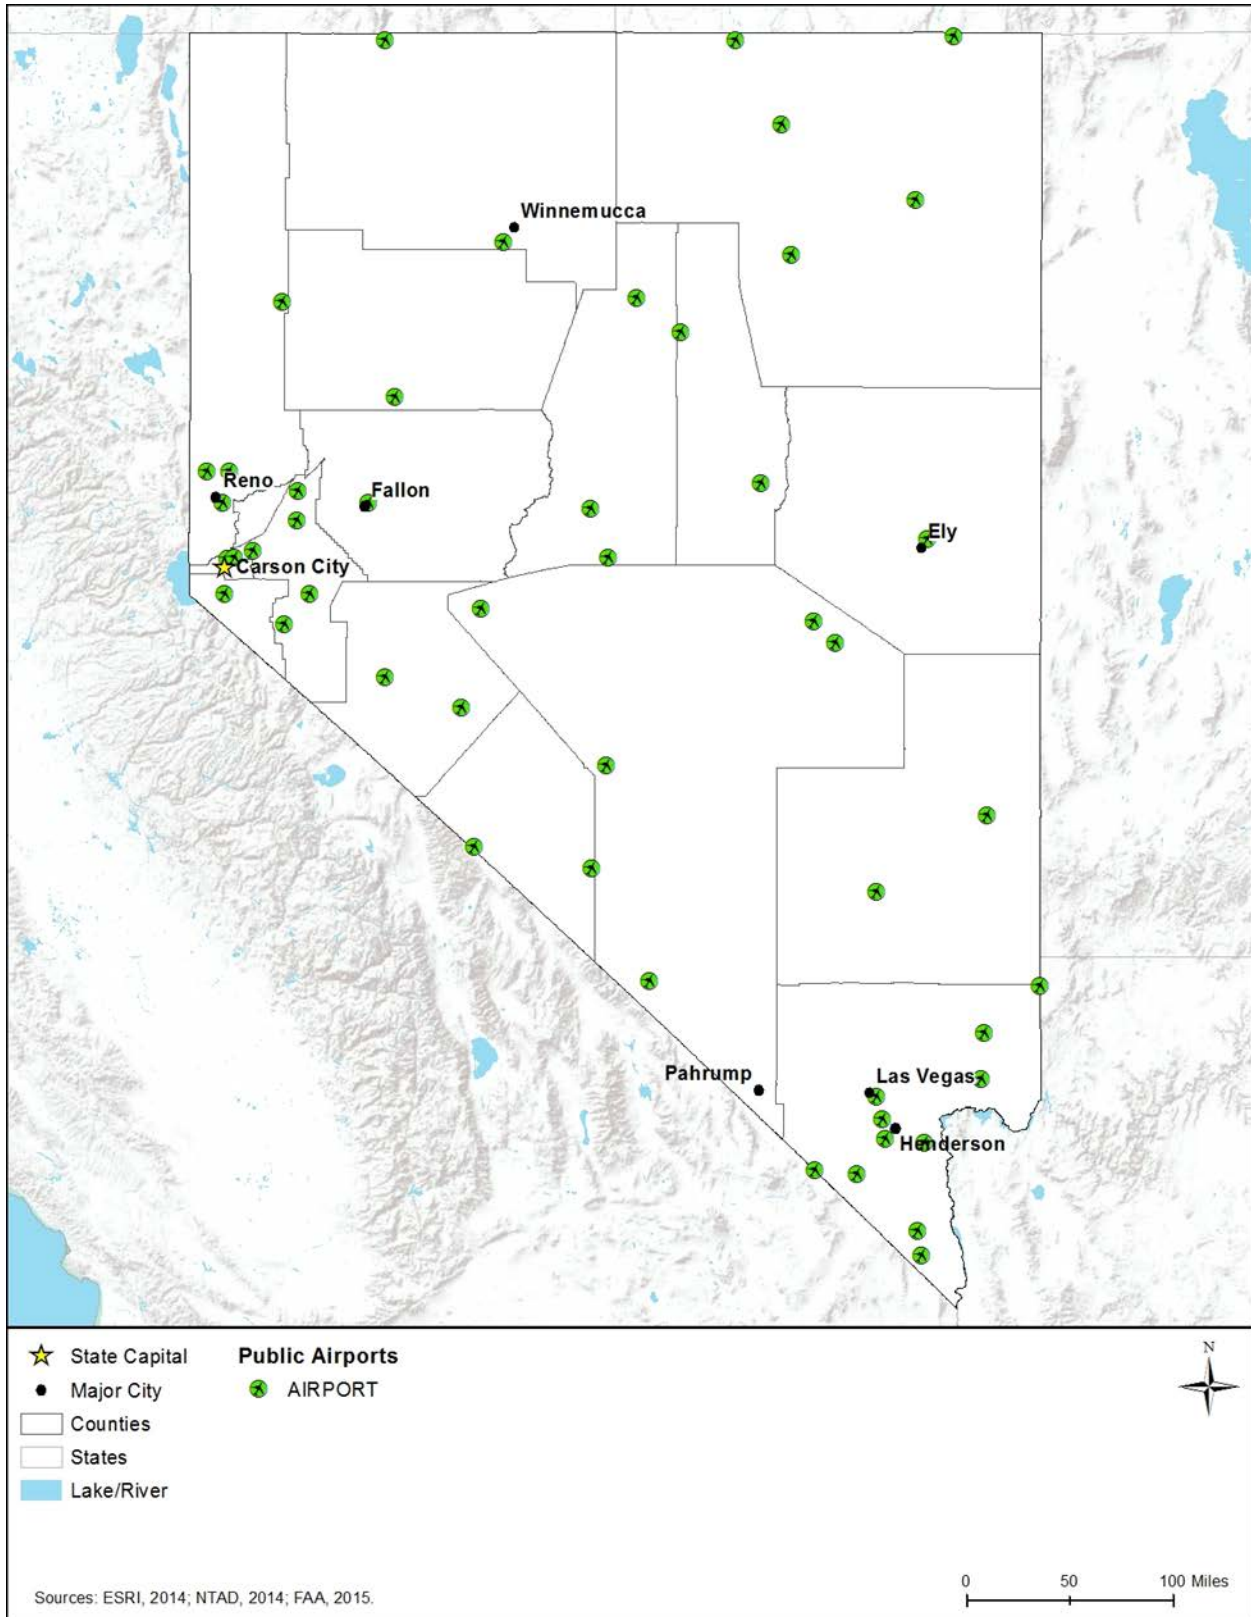 Winnemucca
Reno
Fallon
Ely
Carson City
Pahrump
Las Vegas
Henderson
State Capital
Public Airports
Major City
AIRPORT
Counties
States
Lake/River
N
Sources: ESRI, 2014; NTAD, 2014; FAA, 2015.
0 50 100 Miles